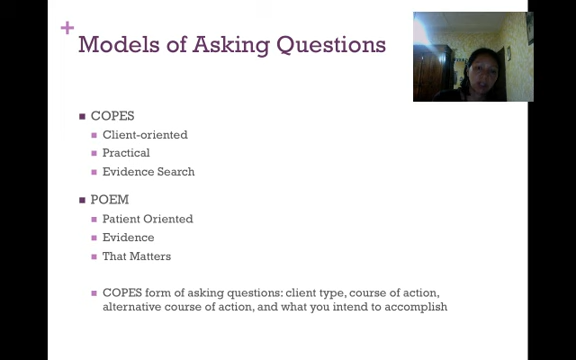 Models of Asking Questions
COPES
Client-oriented
Practical
Evidence Search
POEM
Patient Oriented
Evidence
That Matters
COPES form of asking questions: client type, course of action,
alternative course of action, and what you intend to accomplish